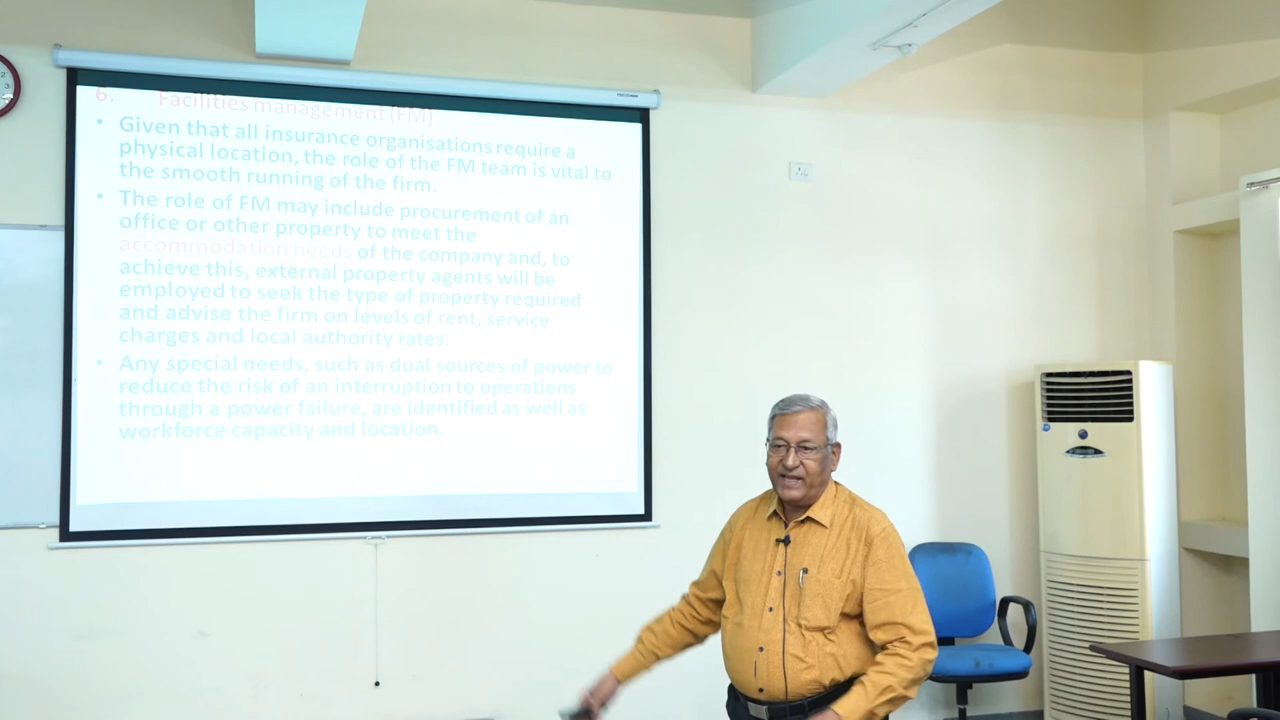 6. Facilities management (FM)
• Given that all insurance organisations require a
physical location, the role of the FM team is vital to
the smooth running of the firm.
• The role of FM may include procurement of an
office or other property to meet the
accommodation needs of the company and, to
achieve this, external property agents will be
employed to seek the type of property required
and advise the firm on levels of rent, service
charges and local authority rates.
• Any special needs, such as dual sources of power to
reduce the risk of an interruption to operations
through a power failure, are identified as well as
workforce capacity and location.